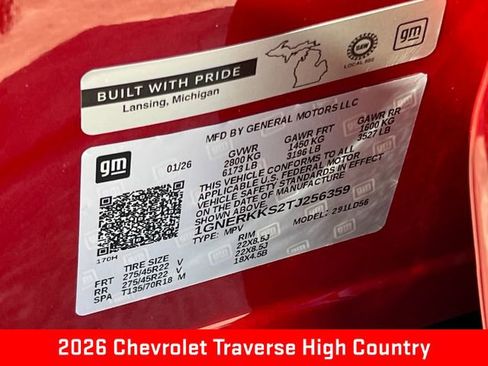 gm
BUILT WITH PRIDE
Lansing, Michigan
UAW
LOCAL 602
gm
01/26
MFD BY GENERAL MOTORS LLC
GVWR GAWR FRT GAWR RR
2800 KG 1450 KG 1600 KG
6173 LB 3196 LB 3527 LB
THIS VEHICLE CONFORMS TO ALL
APPLICABLE U.S. FEDERAL MOTOR
VEHICLE SAFETY STANDARDS IN EFFECT
ON THE DATE OF MANUFACTURE
1GNERKKS2TJ256359
TYPE: MPV MODEL: 291LD56
170H
TIRE SIZE RIM
FRT 275/45R22 V 22X8.5J
RR 275/45R22 V 22X8.5J
SPA T135/70R18 M 18X4.5B
2026 Chevrolet Traverse High Country